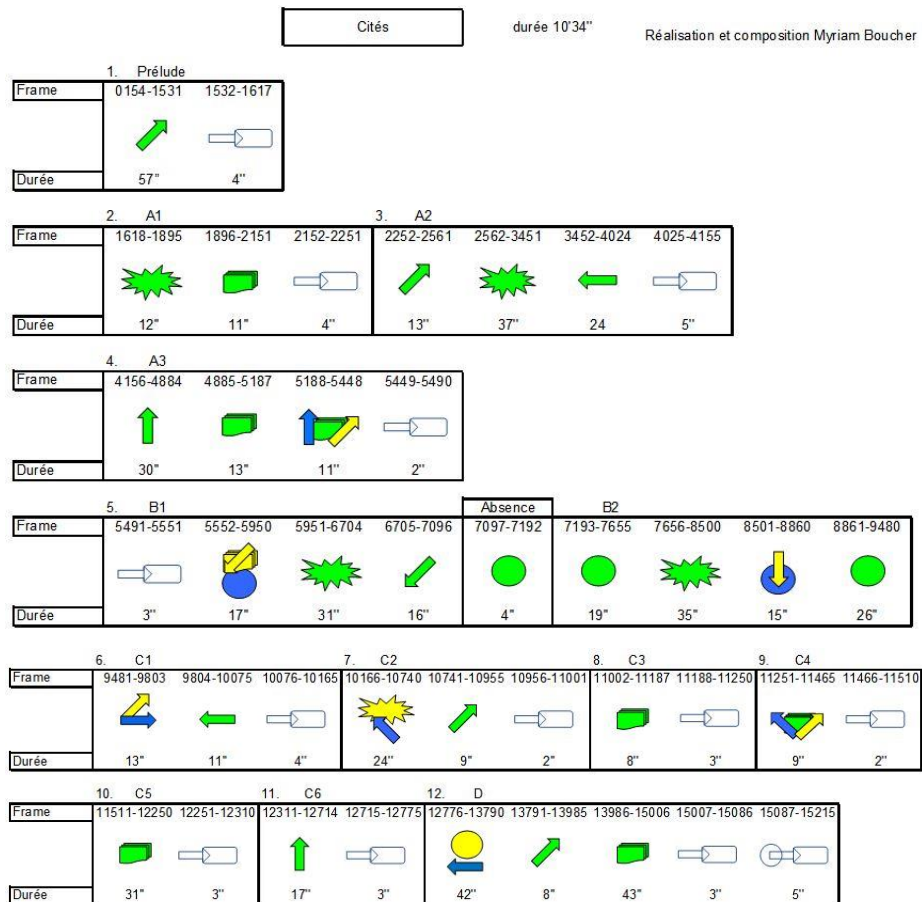 Cités durée 10'34" Réalisation et composition Myriam Boucher
1. Prélude
Frame 0154-1531 1532-1617
Durée 57" 4"
2. A1 3. A2
Frame 1618-1895 1896-2151 2152-2251 2252-2561 2562-3451 3452-4024 4025-4155
Durée 12" 11" 4" 13" 37" 24 5"
4. A3
Frame 4156-4884 4885-5187 5188-5448 5449-5490
Durée 30" 13" 11" 2"
5. B1 Absence B2
Frame 5491-5551 5552-5950 5951-6704 6705-7096 7097-7192 7193-7655 7656-8500 8501-8860 8861-9480
Durée 3" 17" 31" 16" 4" 19" 35" 15" 26"
6. C1 7. C2 8. C3 9. C4
Frame 9481-9803 9804-10075 10076-10165 10166-10740 10741-10955 10956-11001 11002-11187 11188-11250 11251-11465 11466-11510
Durée 13" 11" 4" 24" 9" 2" 8" 3" 9" 2"
10. C5 11. C6 12. D
Frame 11511-12250 12251-12310 12311-12714 12715-12775 12776-13790 13791-13985 13986-15006 15007-15086 15087-15215
Durée 31" 3" 17" 3" 42" 8" 43" 3" 5"